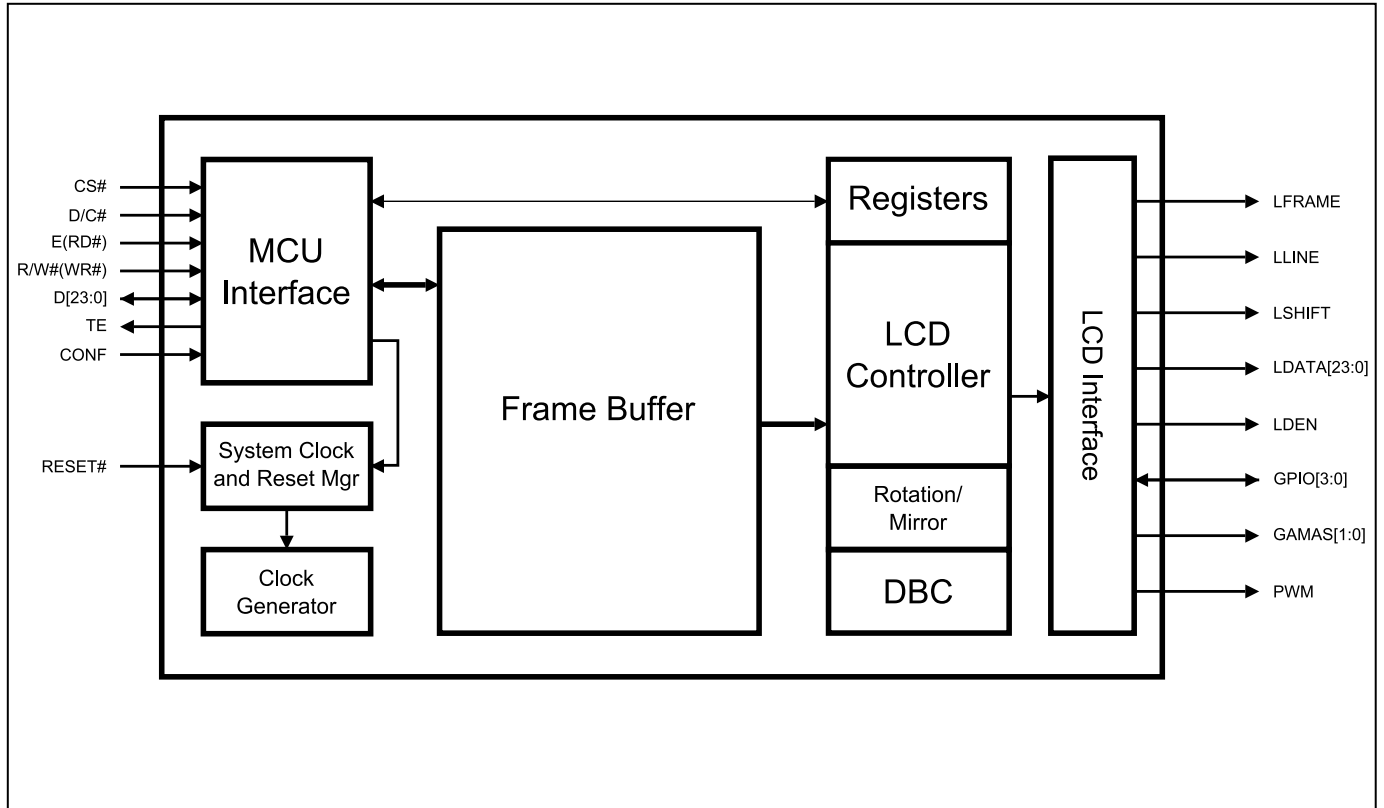 CS#
D/C#
E(RD#)
R/W#(WR#)
D[23:0]
TE
CONF
RESET#
MCU
Interface
System Clock
and Reset Mgr
Clock
Generator
Frame Buffer
Registers
LCD
Controller
Rotation/
Mirror
DBC
LCD Interface
LFRAME
LLINE
LSHIFT
LDATA[23:0]
LDEN
GPIO[3:0]
GAMAS[1:0]
PWM